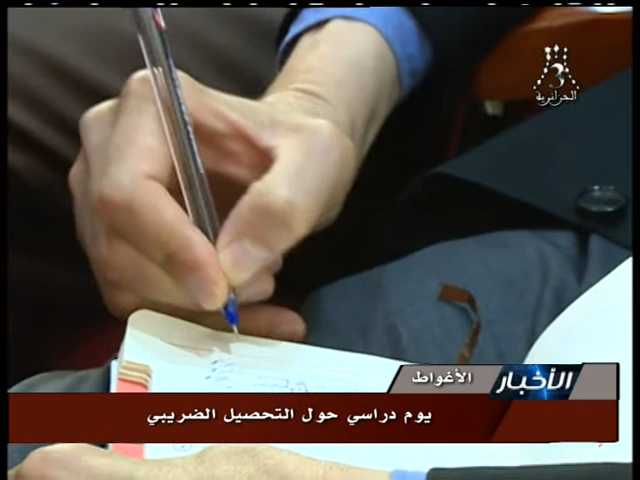 3
الجزائرية
الأغواط
الأخبار
يوم دراسي حول التحصيل الضريبي